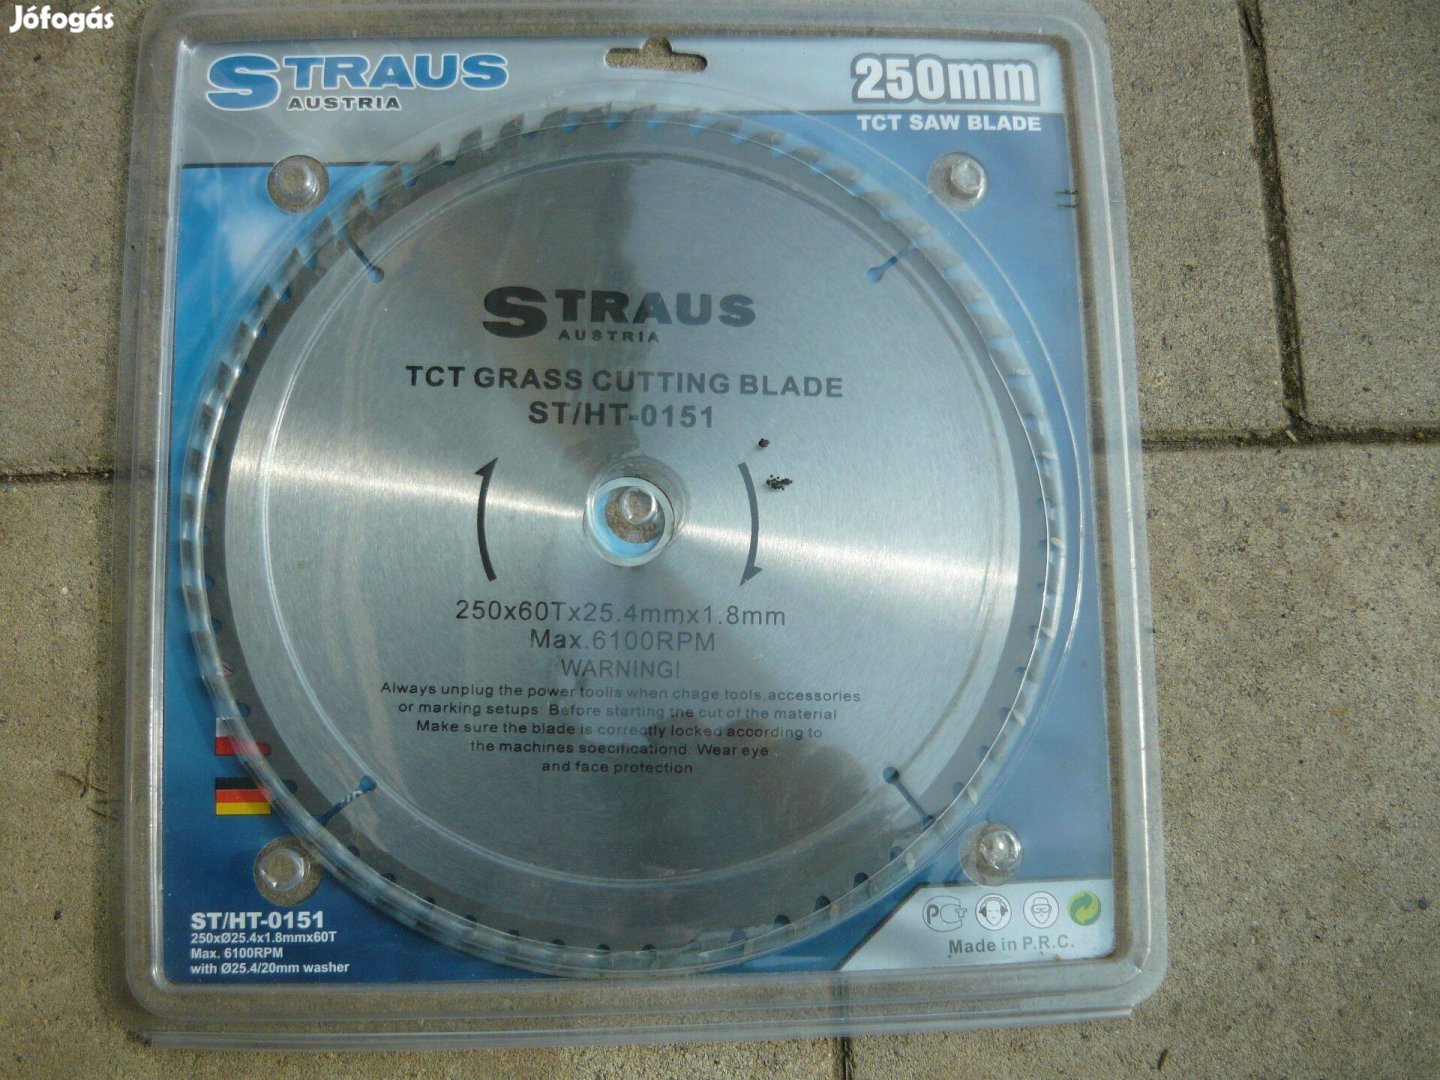 Jófogás
STRAUS
AUSTRIA
250mm
TCT SAW BLADE
STRAUS
AUSTRIA
TCT GRASS CUTTING BLADE
ST/HT-0151
250x60Tx25.4mmx1.8mm
Max.6100RPM
WARNING!
Always unplug the power toolls when chage tools,accessories
or marking setups: Before starting the cut of the material
Make sure the blade is correctly locked according to
the machines soecificationd: Wear eye
and face protection
ST/HT-0151
250xØ25.4x1.8mmx60T
Max. 6100RPM
with Ø25.4/20mm washer
PCT
Made in P.R.C.